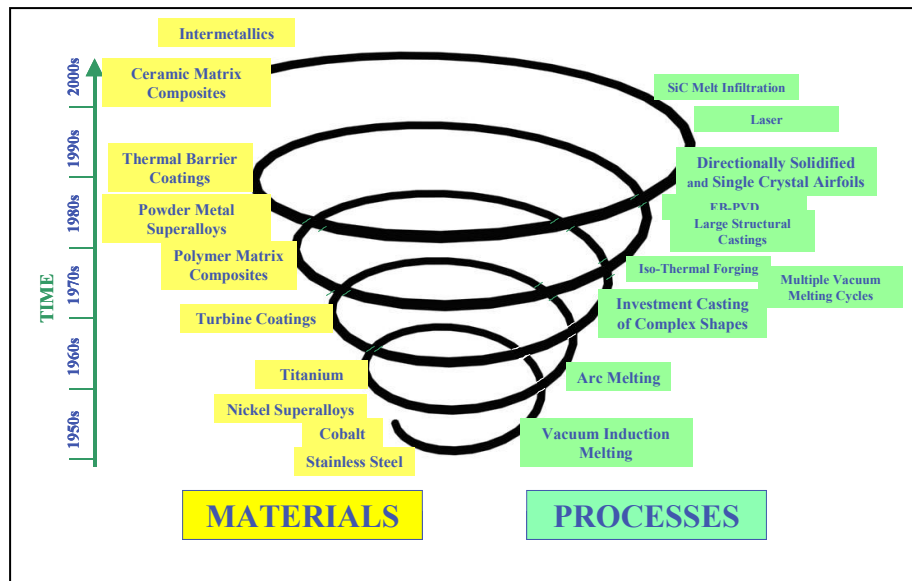 Intermetallics
Ceramic Matrix
Composites
Thermal Barrier
Coatings
Powder Metal
Superalloys
Polymer Matrix
Composites
Turbine Coatings
Titanium
Nickel Superalloys
Cobalt
Stainless Steel
SiC Melt Infiltration
Laser
Directionally Solidified
and Single Crystal Airfoils
EB-PVD
Large Structural
Castings
Iso-Thermal Forging
Multiple Vacuum
Melting Cycles
Investment Casting
of Complex Shapes
Arc Melting
Vacuum Induction
Melting
TIME
2000s
1990s
1980s
1970s
1960s
1950s
MATERIALS
PROCESSES